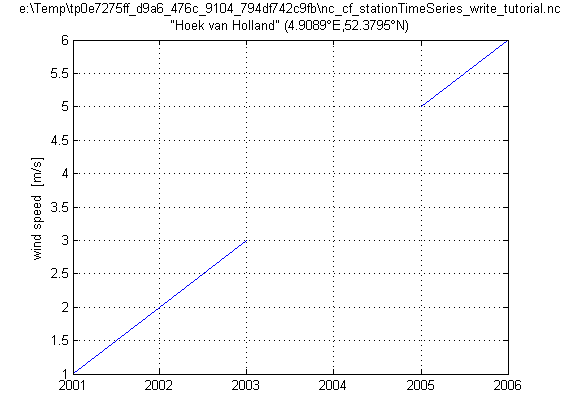 e:\Temp\tp0e7275ff_d9a6_476c_9104_794df742c9fb\nc_cf_stationTimeSeries_write_tutorial.nc
"Hoek van Holland" (4.9089°E,52.3795°N)
6
5.5
5
4.5
4
3.5
3
2.5
2
1.5
1
wind speed [m/s]
2001 2002 2003 2004 2005 2006